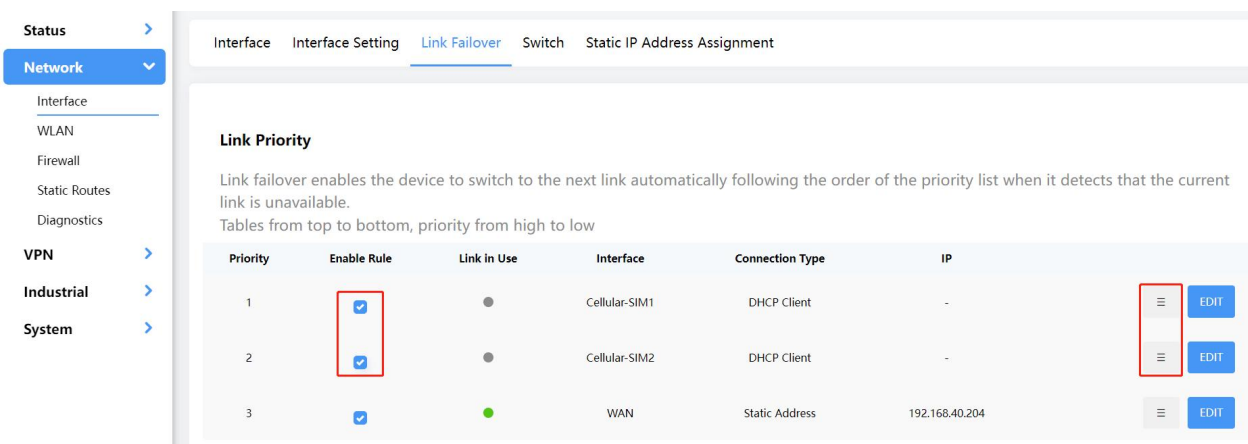 Status
Network
Interface
WLAN
Firewall
Static Routes
Diagnostics
VPN
Industrial
System
Interface Interface Setting Link Failover Switch Static IP Address Assignment
Link Priority
Link failover enables the device to switch to the next link automatically following the order of the priority list when it detects that the current
link is unavailable.
Tables from top to bottom, priority from high to low
Priority Enable Rule Link in Use Interface Connection Type IP
1 Cellular-SIM1 DHCP Client - EDIT
2 Cellular-SIM2 DHCP Client - EDIT
3 WAN Static Address 192.168.40.204 EDIT